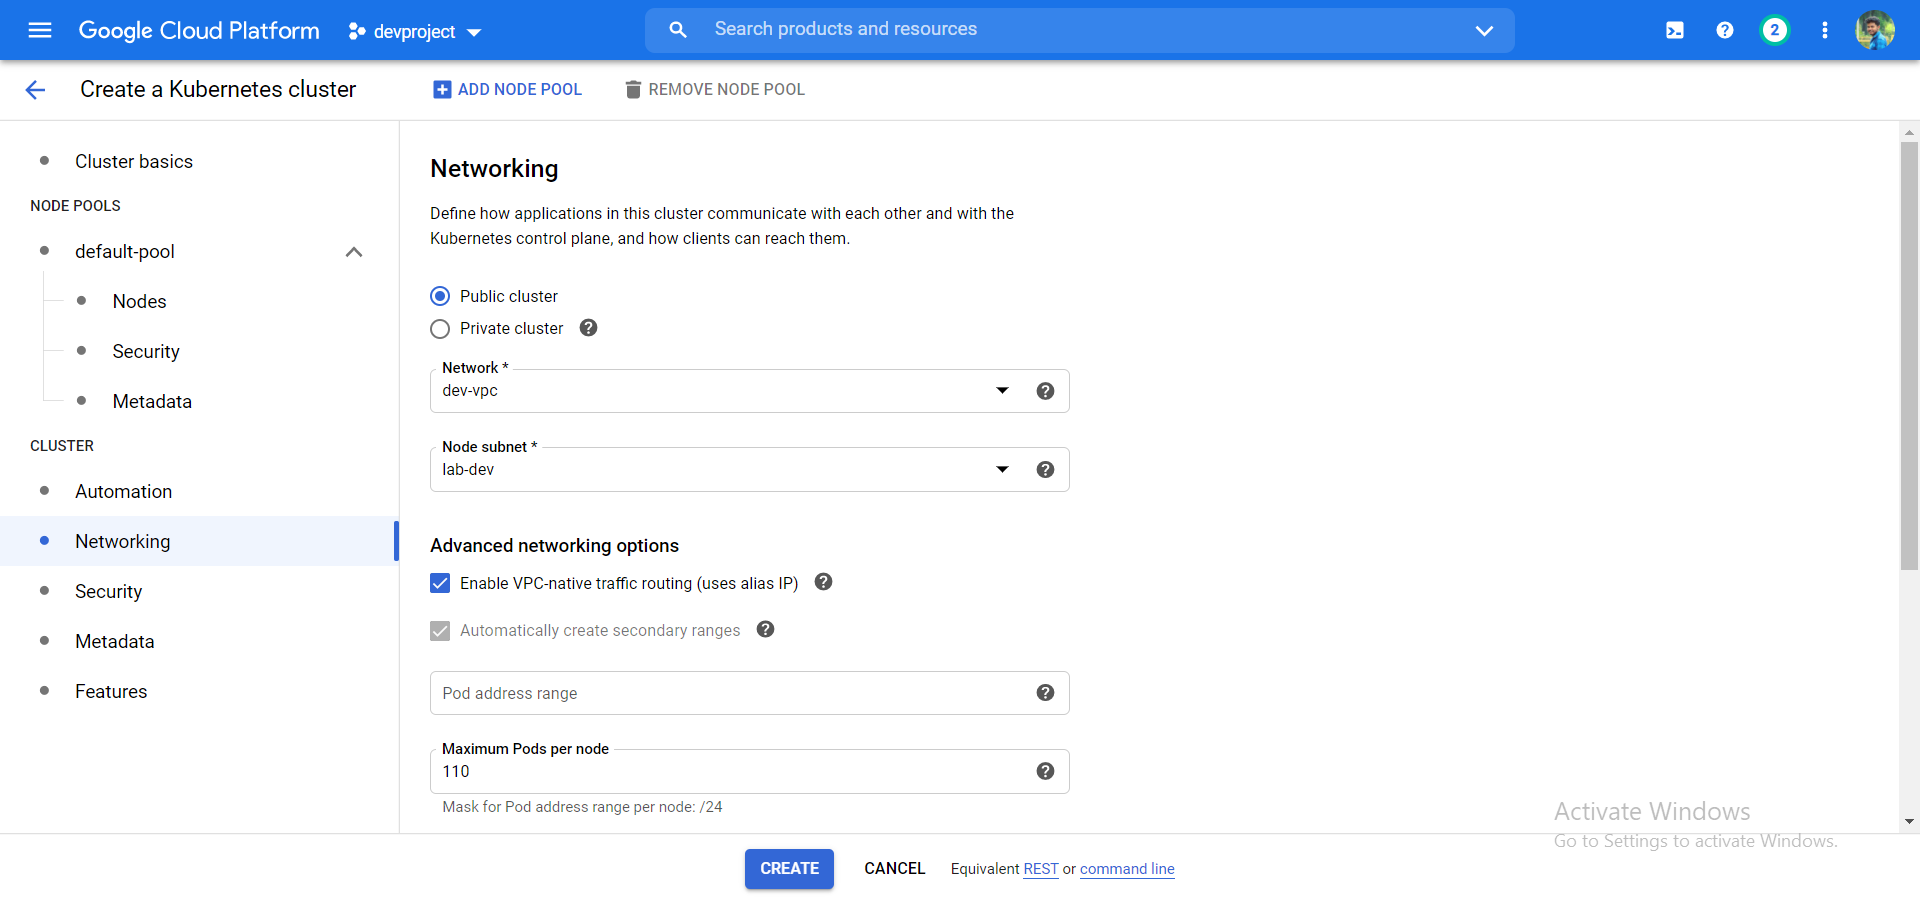 Google Cloud Platform
devproject
Search products and resources
2
Create a Kubernetes cluster
ADD NODE POOL
REMOVE NODE POOL
Cluster basics
NODE POOLS
default-pool
Nodes
Security
Metadata
CLUSTER
Automation
Networking
Security
Metadata
Features
Networking
Define how applications in this cluster communicate with each other and with the
Kubernetes control plane, and how clients can reach them.
Public cluster
Private cluster
Network *
dev-vpc
Node subnet *
lab-dev
Advanced networking options
Enable VPC-native traffic routing (uses alias IP)
Automatically create secondary ranges
Pod address range
Maximum Pods per node
110
Mask for Pod address range per node: /24
Activate Windows
Go to Settings to activate Windows.
CREATE
CANCEL
Equivalent REST or command line